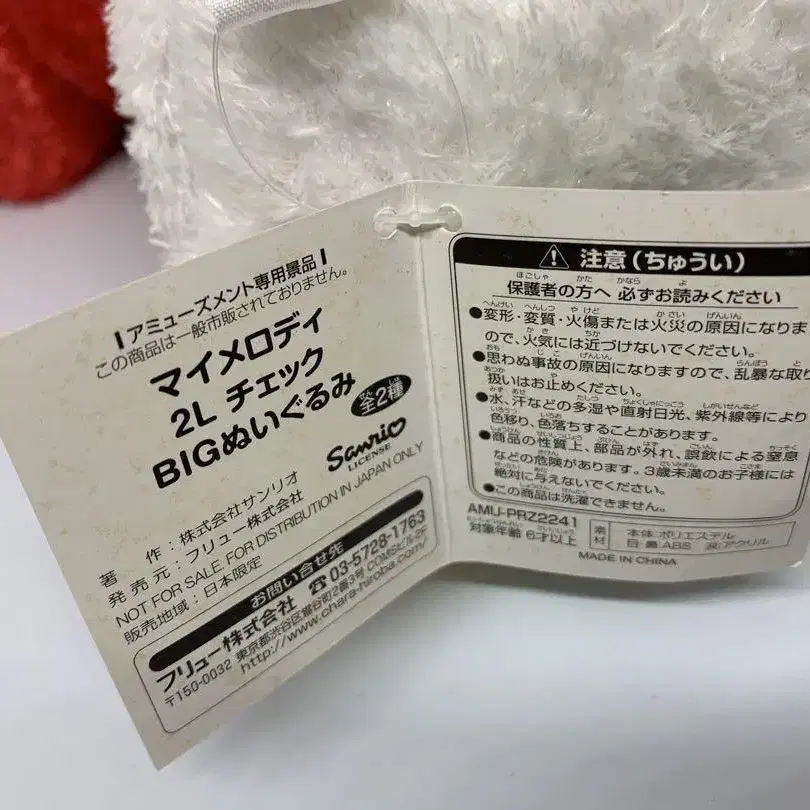 ┃アミューズメント専用景品┃
この商品は一般市販されておりません。
マイメロディ
2L チェック
BIGぬいぐるみ 全2種
Sanrio
LICENSE
著 作：株式会社サンリオ
発 売 元：フリュー株式会社
NOT FOR SALE FOR DISTRIBUTION IN JAPAN ONLY
販売地域：日本限定
お問い合せ先
フリュー株式会社 ☎03-5728-1763
〒150-0032 東京都渋谷区鶯谷町2番3号 COMSビル2F
http://www.chara-hiroba.com/
⚠ 注意（ちゅうい）
保護者の方へ 必ずお読みください
●変形・変質・火傷または火災の原因になりま
ので、火気には近づけないでください。
●思わぬ事故の原因になりますので、乱暴な取り
扱いはお止めください。
●水、汗などの多湿や直射日光、紫外線等により
色移り、色落ちすることがあります。
●商品の性質上、部品が外れ、誤飲による窒息
などの危険があります。3歳未満のお子様には
絶対に与えないでください。
●この商品は洗濯できません。
AMU-PRZ2241
対象年齢 6才以上
素材
本体:ポリエステル
目・鼻:ABS 涙:アクリル
MADE IN CHINA